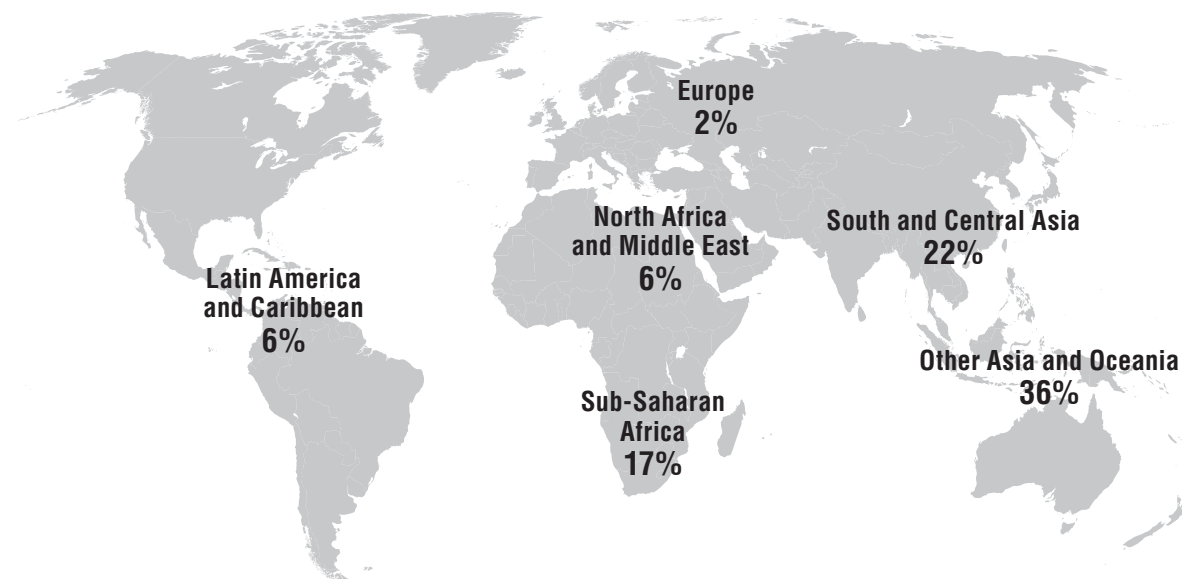 Europe
2%
North Africa
and Middle East
6%
South and Central Asia
22%
Latin America
and Caribbean
6%
Other Asia and Oceania
36%
Sub-Saharan
Africa
17%